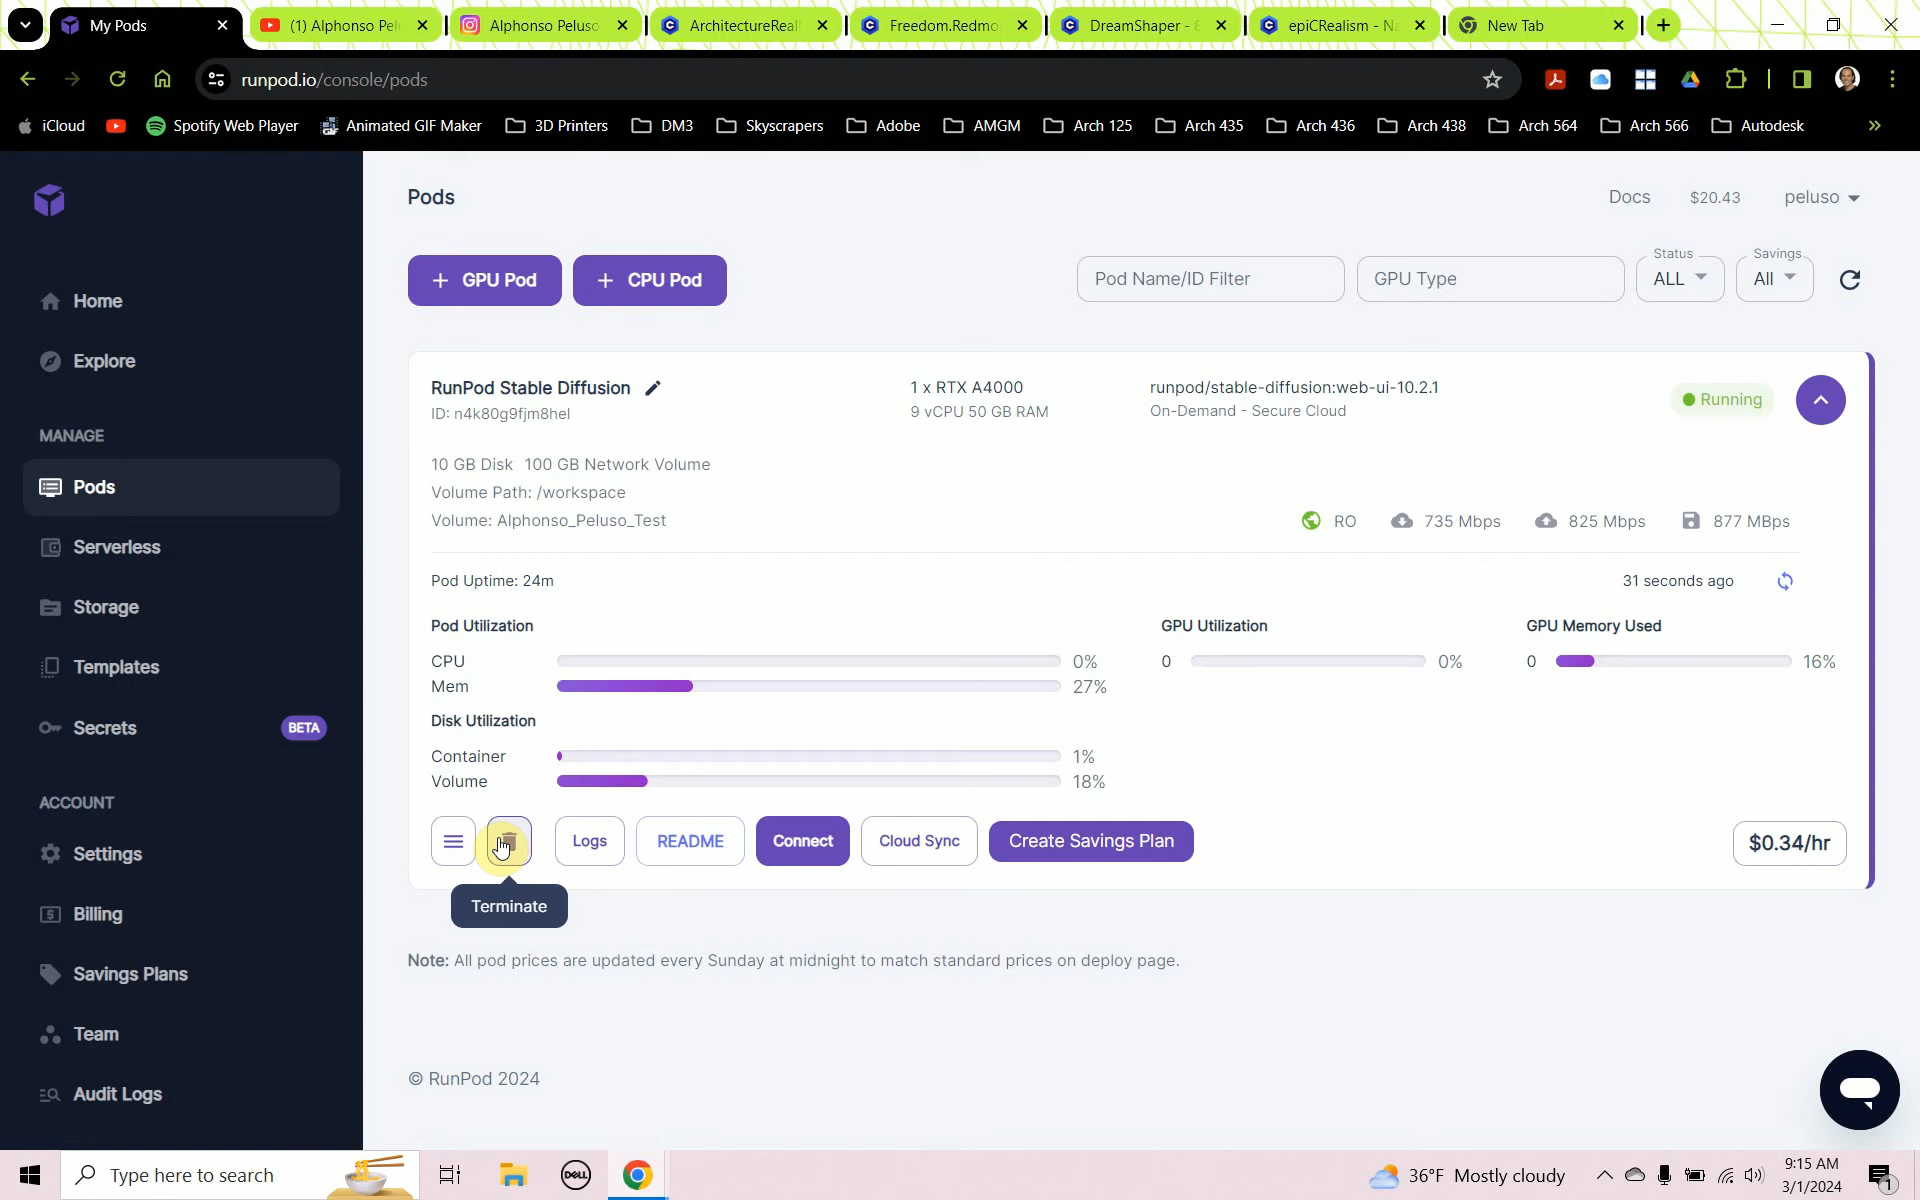 My Pods
(1) Alphonso Pel
Alphonso Peluso
ArchitectureReal
Freedom.Redmo
DreamShaper - 8
epiCRealism - Na
New Tab
runpod.io/console/pods
iCloud
Spotify Web Player
Animated GIF Maker
3D Printers
DM3
Skyscrapers
Adobe
AMGM
Arch 125
Arch 435
Arch 436
Arch 438
Arch 564
Arch 566
Autodesk
»
Pods
Docs
$20.43
peluso
Home
Explore
MANAGE
Pods
Serverless
Storage
Templates
Secrets
BETA
ACCOUNT
Settings
Billing
Savings Plans
Team
Audit Logs
+ GPU Pod
+ CPU Pod
Pod Name/ID Filter
GPU Type
Status
ALL
Savings
All
RunPod Stable Diffusion
ID: n4k80g9fjm8hel
1 x RTX A4000
9 vCPU 50 GB RAM
runpod/stable-diffusion:web-ui-10.2.1
On-Demand - Secure Cloud
Running
10 GB Disk 100 GB Network Volume
Volume Path: /workspace
Volume: Alphonso_Peluso_Test
RO
735 Mbps
825 Mbps
877 MBps
Pod Uptime: 24m
31 seconds ago
Pod Utilization
CPU
0%
Mem
27%
GPU Utilization
0
0%
GPU Memory Used
0
16%
Disk Utilization
Container
1%
Volume
18%
Logs
README
Connect
Cloud Sync
Create Savings Plan
$0.34/hr
Terminate
Note: All pod prices are updated every Sunday at midnight to match standard prices on deploy page.
© RunPod 2024
Type here to search
DELL
36°F Mostly cloudy
9:15 AM
3/1/2024
1